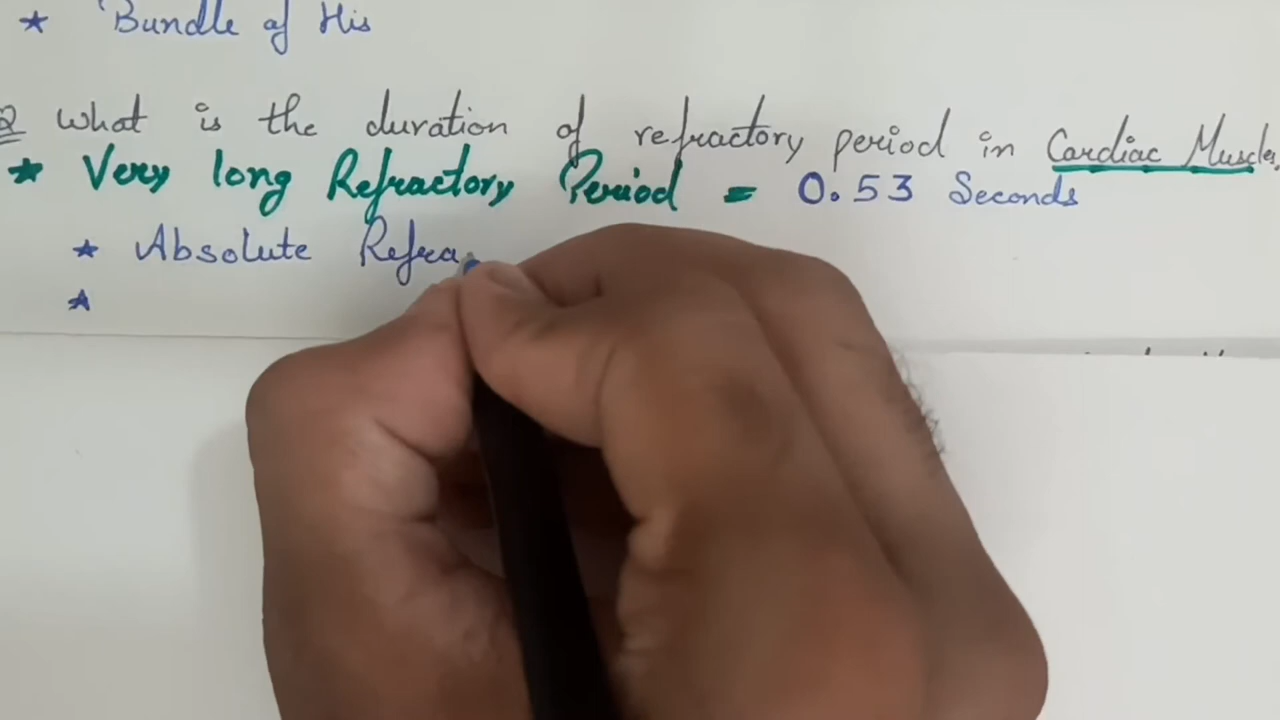 ★ Bundle of His
Q What is the duration of refractory period in Cardiac Muscles.
★ Very long Refractory Period = 0.53 Seconds
★ Absolute Refra
★